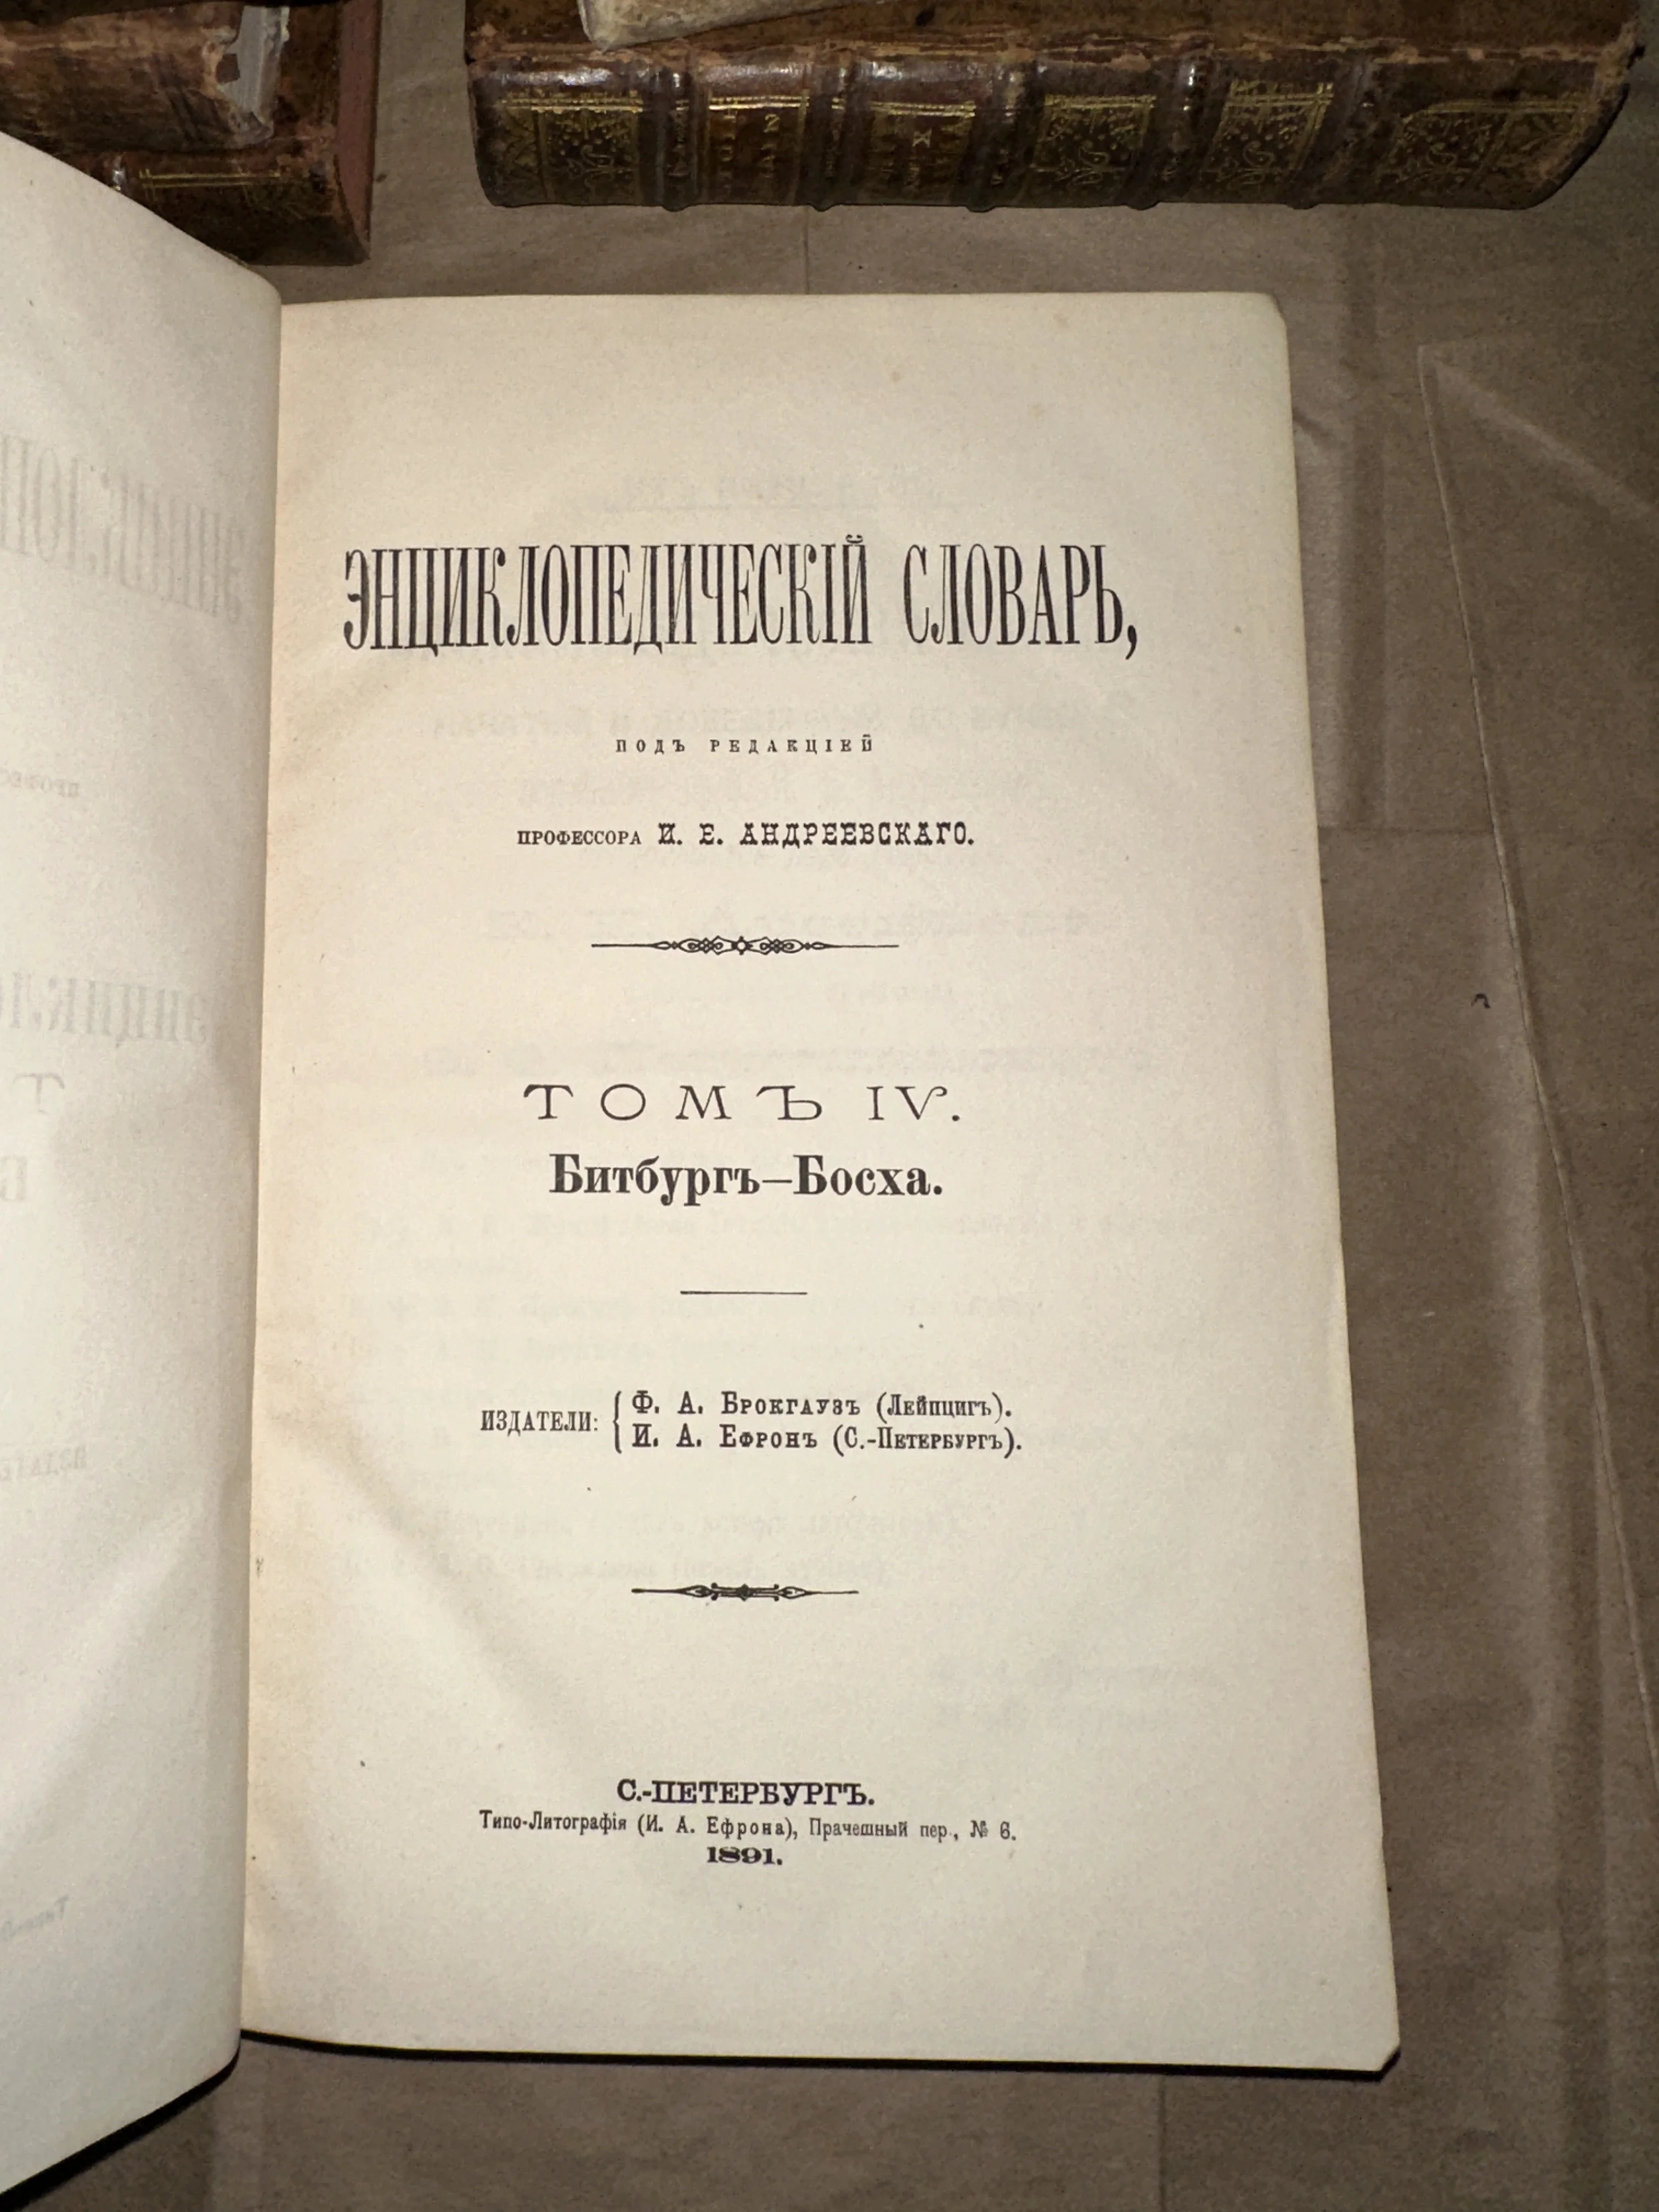 ЭНЦИКЛОПЕДИЧЕСКІЙ СЛОВАРЬ,
ПОДЪ РЕДАКЦІЕЙ
ПРОФЕССОРА И. Е. АНДРЕЕВСКАГО.
ТОМЪ IV.
Битбургъ—Босха.
ИЗДАТЕЛИ: { Ф. А. БРОКГАУЗЪ (ЛЕЙПЦИГЪ).
И. А. ЕФРОНЪ (С.-ПЕТЕРБУРГЪ).
С.-ПЕТЕРБУРГЪ.
Типо-Литографія (И. А. Ефрона), Прачешный пер., № 6.
1891.